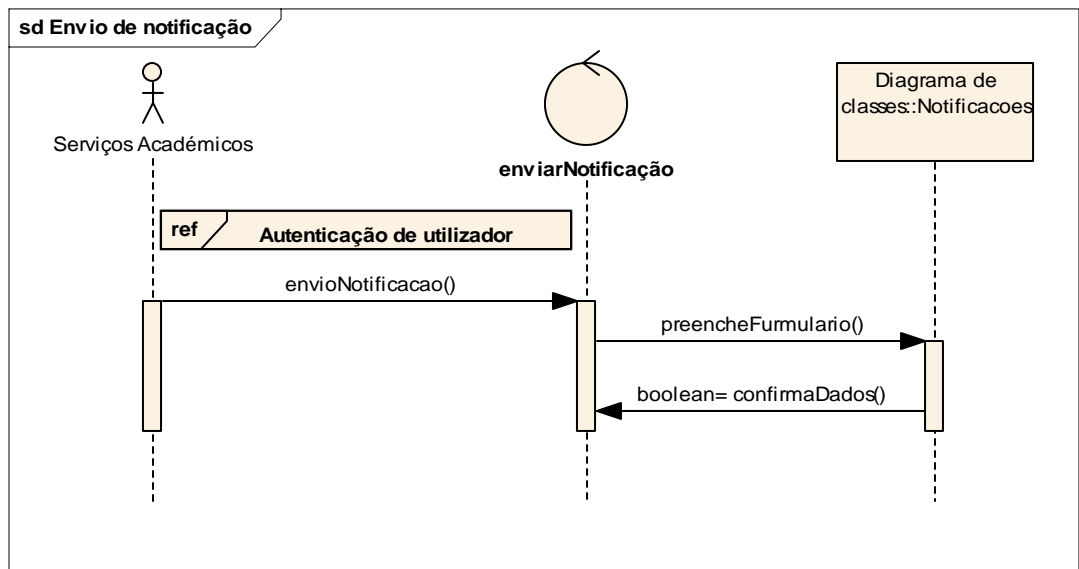 sd Envio de notificação
Serviços Académicos
enviarNotificação
Diagrama de
classes::Notificacoes
ref
Autenticação de utilizador
envioNotificacao()
preencheFurmulario()
boolean= confirmaDados()